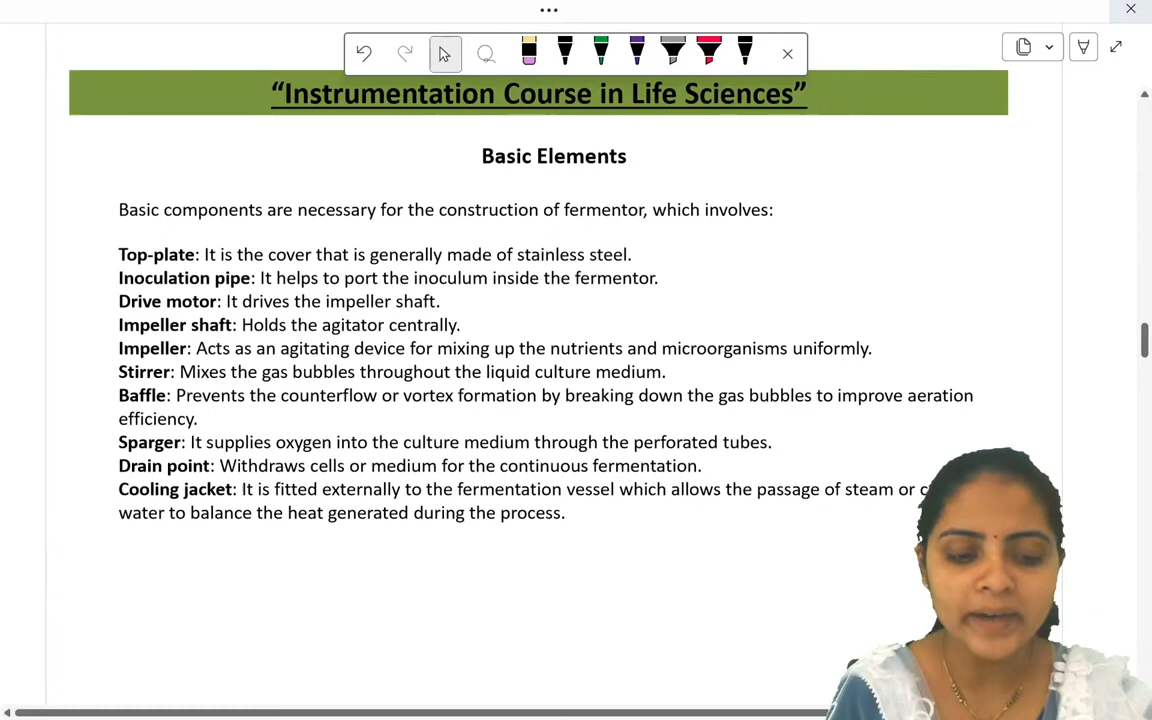 “Instrumentation Course in Life Sciences”
Basic Elements
Basic components are necessary for the construction of fermentor, which involves:
Top-plate: It is the cover that is generally made of stainless steel.
Inoculation pipe: It helps to port the inoculum inside the fermentor.
Drive motor: It drives the impeller shaft.
Impeller shaft: Holds the agitator centrally.
Impeller: Acts as an agitating device for mixing up the nutrients and microorganisms uniformly.
Stirrer: Mixes the gas bubbles throughout the liquid culture medium.
Baffle: Prevents the counterflow or vortex formation by breaking down the gas bubbles to improve aeration
efficiency.
Sparger: It supplies oxygen into the culture medium through the perforated tubes.
Drain point: Withdraws cells or medium for the continuous fermentation.
Cooling jacket: It is fitted externally to the fermentation vessel which allows the passage of steam or
water to balance the heat generated during the process.